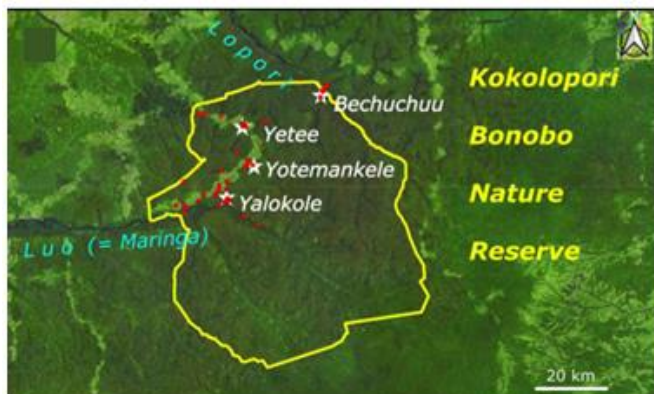 Lopori
Kokolopori
Bechuchuu
Bonobo
Yetee
Yotemankele
Nature
Yalokole
Luo (= Maringa)
Reserve
20 km